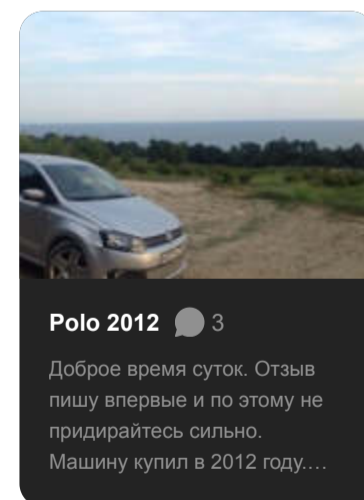 Polo 2012 3
Доброе время суток. Отзыв
пишу впервые и по этому не
придирайтесь сильно.
Машину купил в 2012 году....